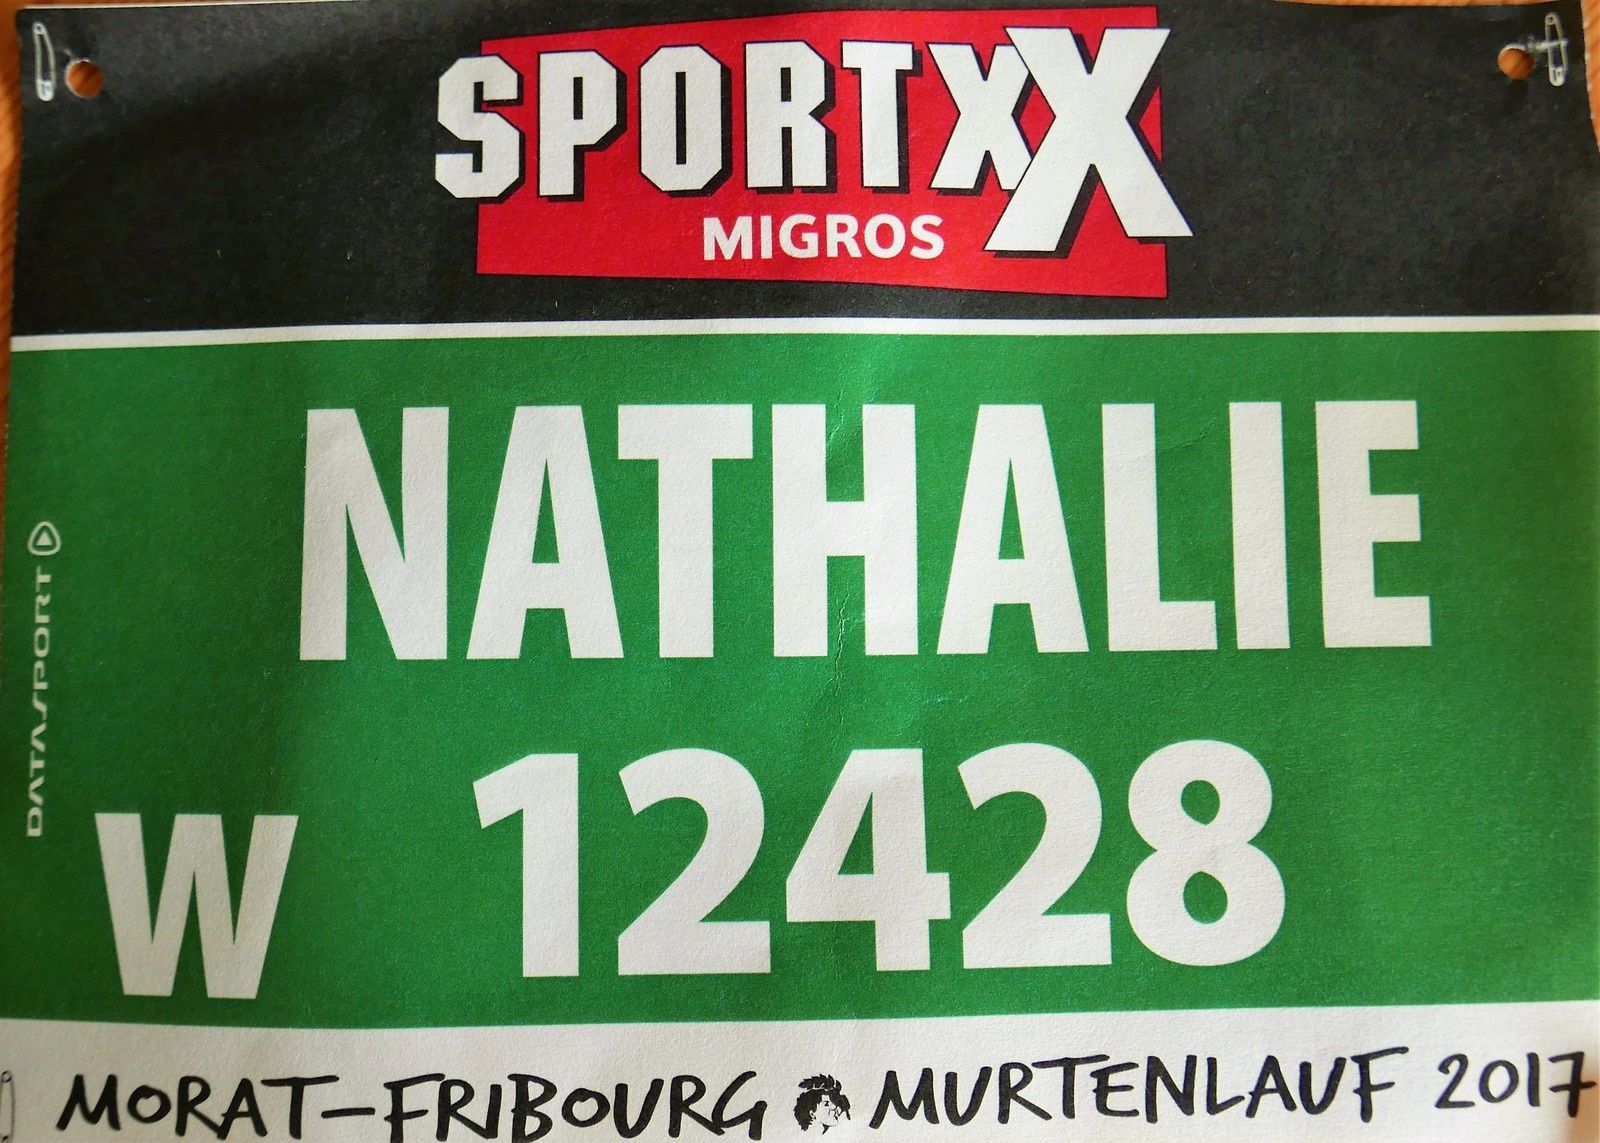 SPORTXX
MIGROS
NATHALIE
DATASPORT
W 12428
MORAT-FRIBOURG MURTENLAUF 2017